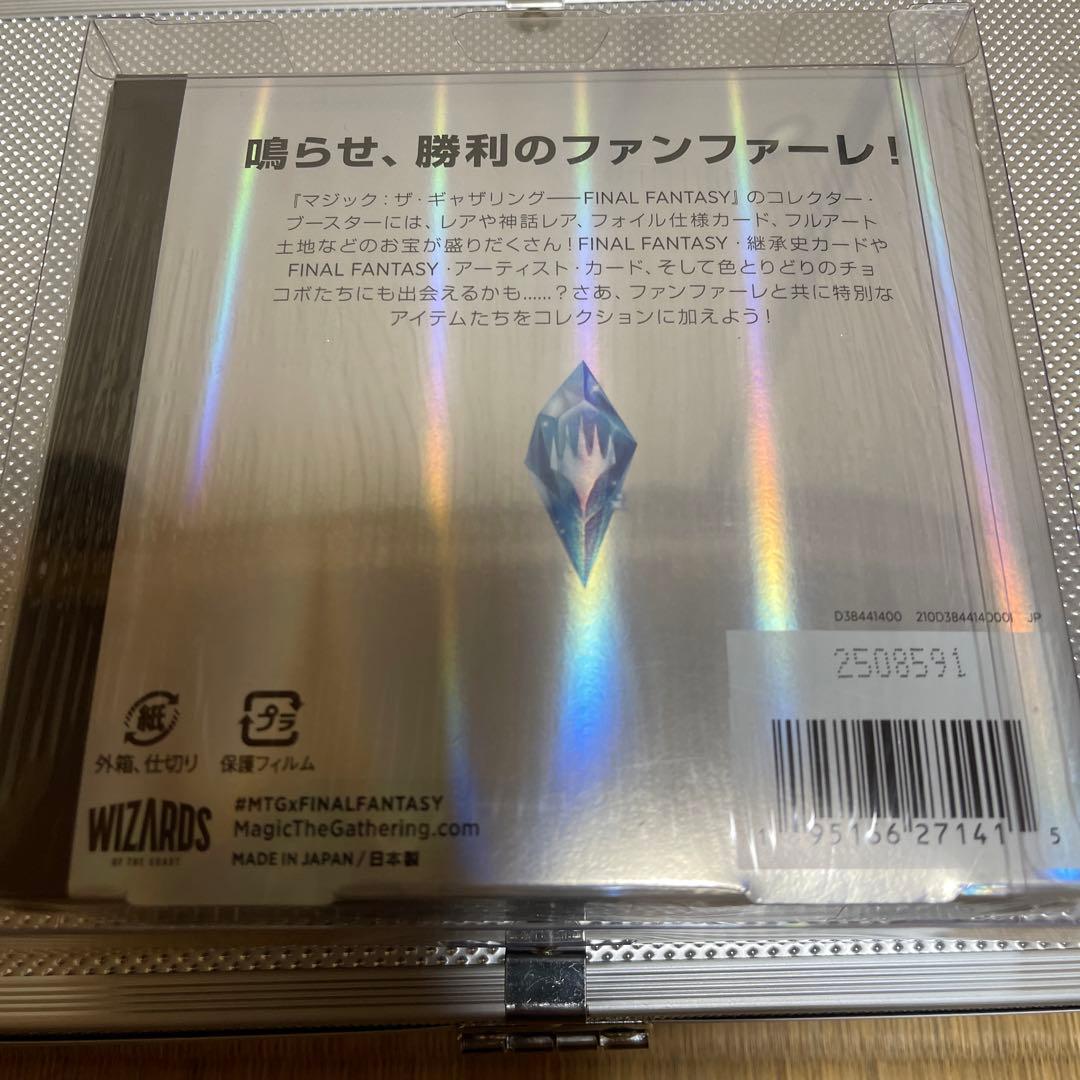 鳴らせ、勝利のファンファーレ！
『マジック：ザ・ギャザリング——FINAL FANTASY』のコレクター・
ブースターには、レアや神話レア、フォイル仕様カード、フルアート
土地などのお宝が盛りだくさん！FINAL FANTASY・継承史カードや
FINAL FANTASY・アーティスト・カード、そして色とりどりのチョ
コボたちにも出会えるかも……？さあ、ファンファーレと共に特別な
アイテムたちをコレクションに加えよう！
D38441400
JP
2508591
紙
外箱、仕切り
プラ
保護フィルム
WIZARDS
OF THE COAST
#MTGxFINALFANTASY
MagicTheGathering.com
MADE IN JAPAN / 日本製
1 95166 27141 5